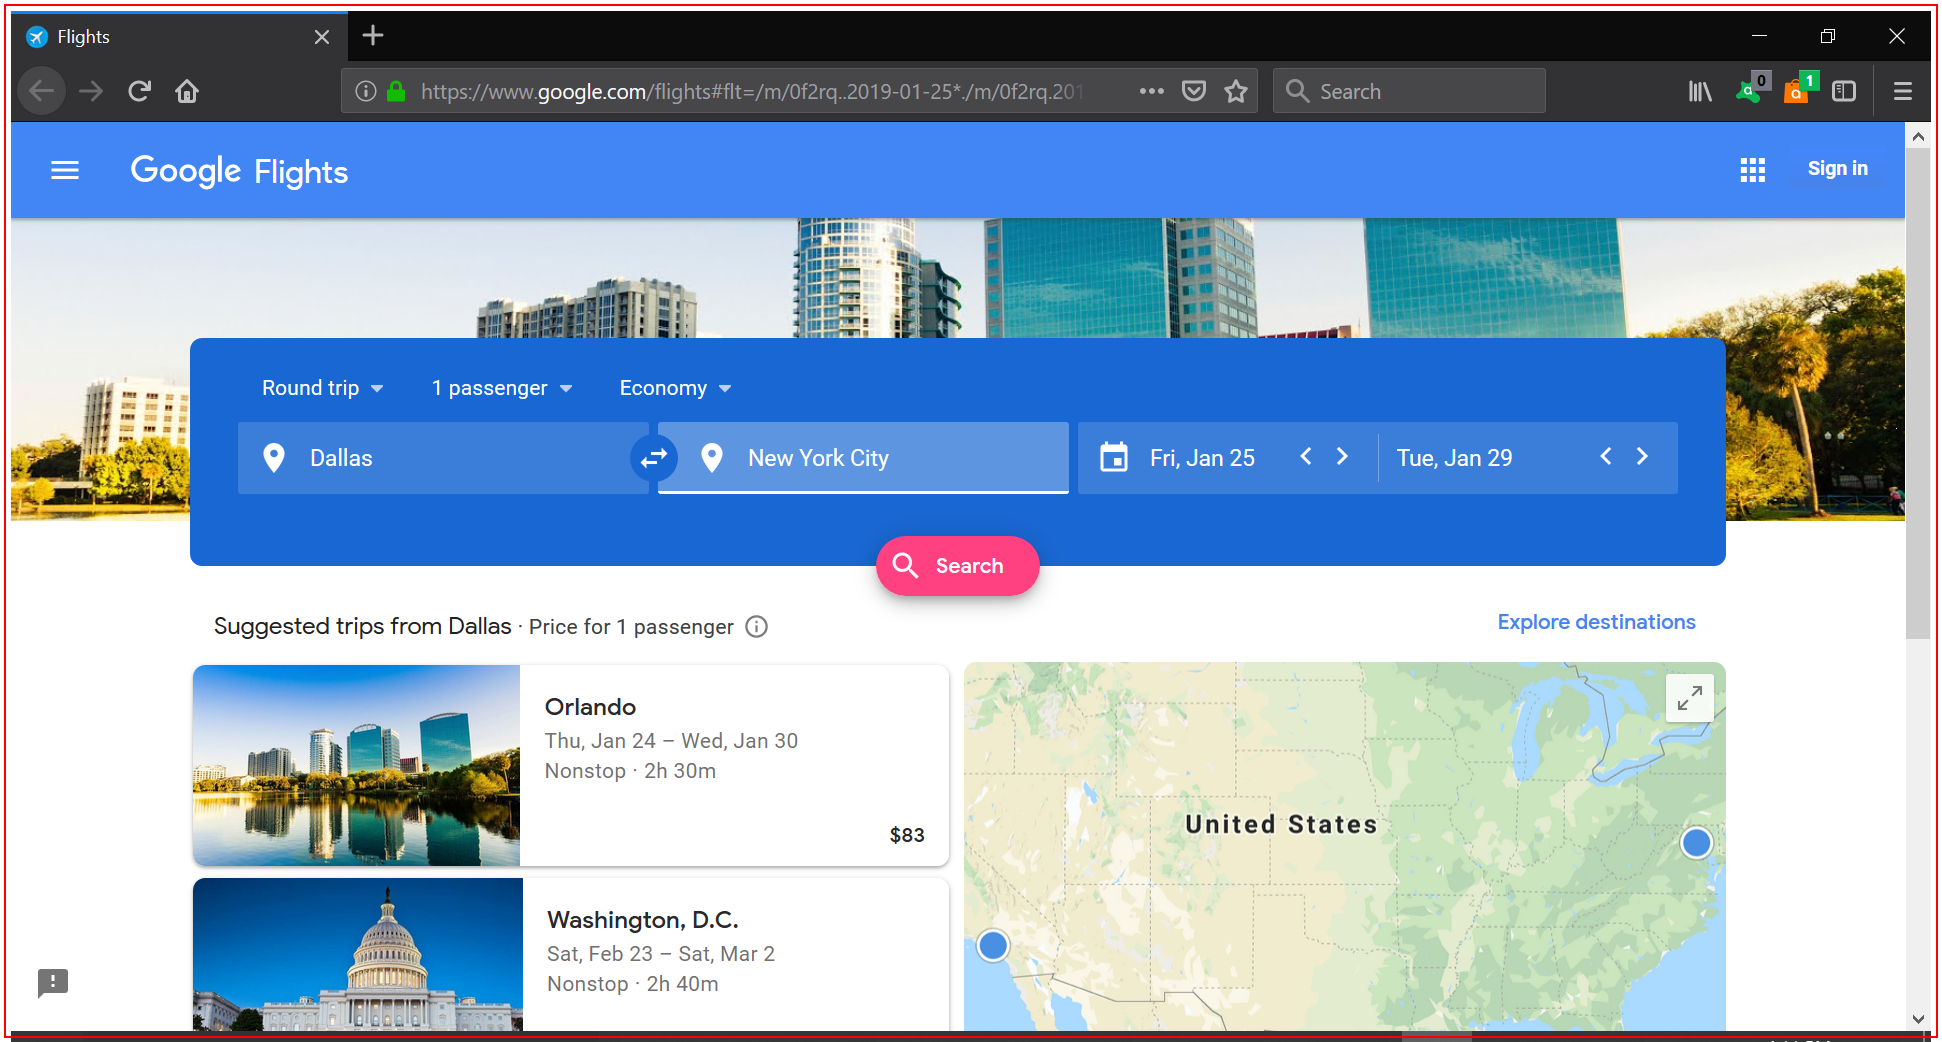 Flights
https://www.google.com/flights#flt=/m/0f2rq..2019-01-25*./m/0f2rq.201
Search
0
1
Google Flights
Sign in
Round trip 1 passenger Economy
Dallas New York City Fri, Jan 25 Tue, Jan 29
Search
Suggested trips from Dallas · Price for 1 passenger
Explore destinations
Orlando
Thu, Jan 24 – Wed, Jan 30
Nonstop · 2h 30m
$83
United States
Washington, D.C.
Sat, Feb 23 – Sat, Mar 2
Nonstop · 2h 40m